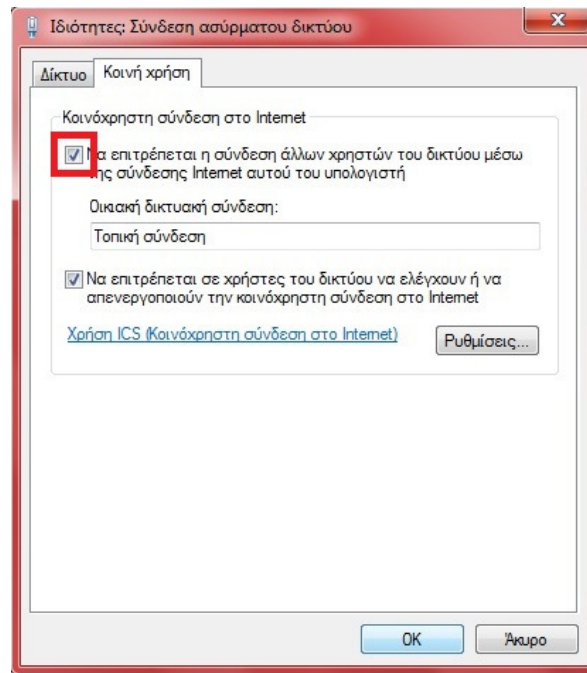 Ιδιότητες: Σύνδεση ασύρματου δικτύου
Δίκτυο
Κοινή χρήση
Κοινόχρηστη σύνδεση στο Internet
Να επιτρέπεται η σύνδεση άλλων χρηστών του δικτύου μέσω
της σύνδεσης Internet αυτού του υπολογιστή
Οικιακή δικτυακή σύνδεση:
Τοπική σύνδεση
Να επιτρέπεται σε χρήστες του δικτύου να ελέγχουν ή να
απενεργοποιούν την κοινόχρηστη σύνδεση στο Internet
Χρήση ICS (Κοινόχρηστη σύνδεση στο Internet)
Ρυθμίσεις...
OK
Άκυρο